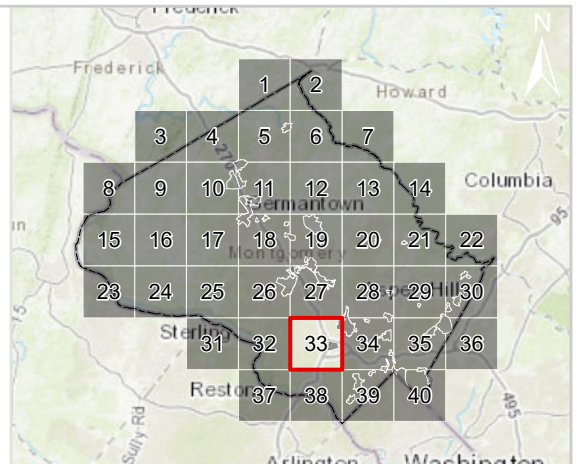 Frederick
N
Frederick
Howard
1 2
3 4 5 6 7
270
8 9 10 11 12 13 14
Columbia
Germantown
95
15 16 17 18 19 20 21 22
Montgomery
23 24 25 26 27 28 29 30
spen Hill
15
Sterling
31 32 33 34 35 36
Reston
37 38 39 40
495
Sully Rd
Arlington Washington